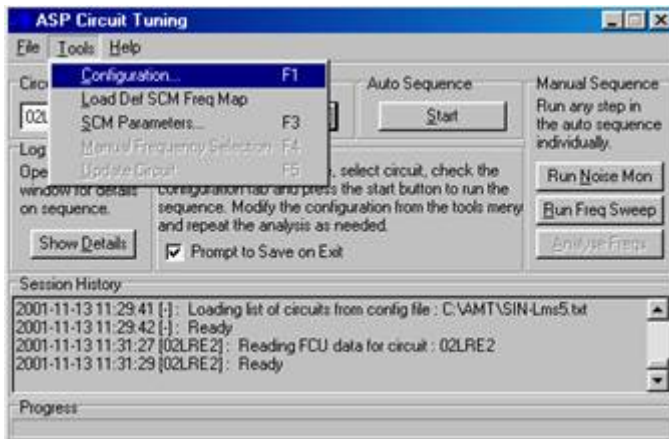 ASP Circuit Tuning
File Tools Help
Configuration... F1
Load Def SCM Freq Map
SCM Parameters... F3
Manual Frequency Selection F4
Update Circuit F5
Circ
02L
Auto Sequence
Start
Manual Sequence
Run any step in
the auto sequence
individually.
Run Noise Mon
Run Freq Sweep
Analyse Freqs
Log
Ope
window for details
on sequence.
Show Details
, select circuit, check the
configuration tab and press the start button to run the
sequence. Modify the configuration from the tools meny
and repeat the analysis as needed.
Prompt to Save on Exit
Session History
2001-11-13 11:29:41 [-] : Loading list of circuits from config file : C:\AMT\SIN-Lms5.txt
2001-11-13 11:29:42 [-] : Ready
2001-11-13 11:31:27 [02LRE2] : Reading FCU data for circuit : 02LRE2
2001-11-13 11:31:29 [02LRE2] : Ready
Progress